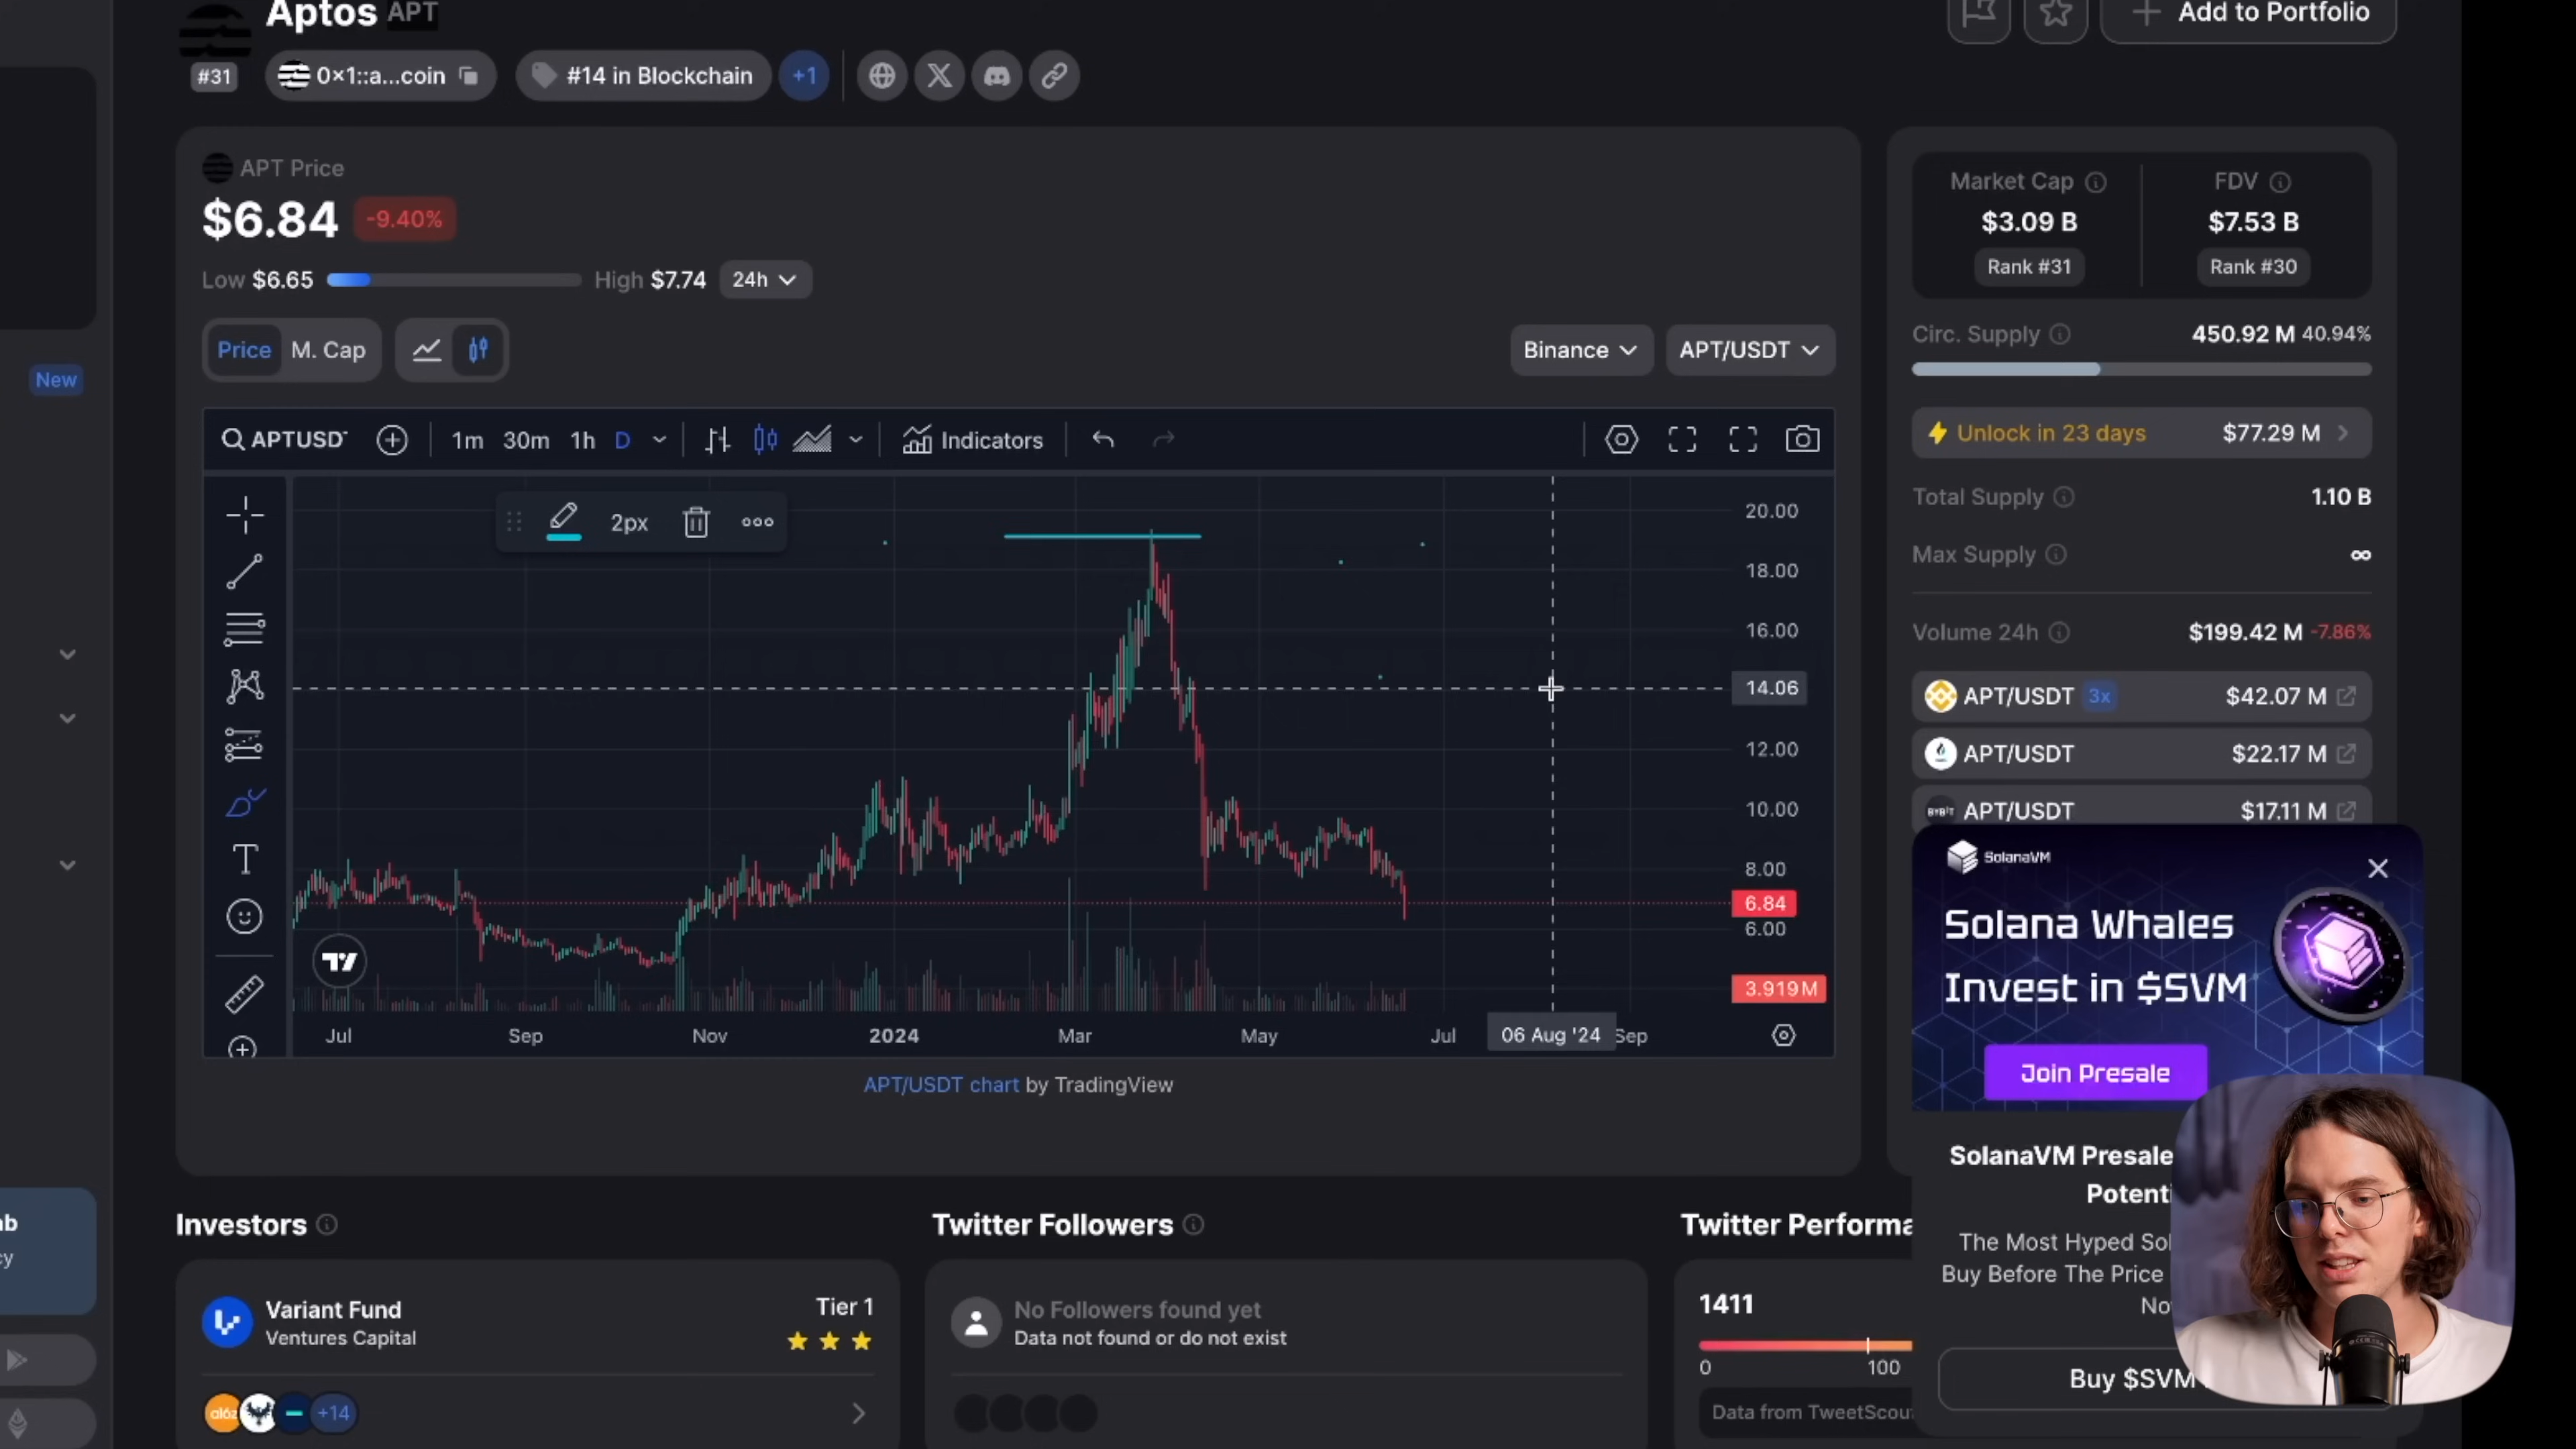 Aptos APT
Add to Portfolio
#31
0×1::a...coin
#14 in Blockchain
+1
APT Price
$6.84
-9.40%
Low $6.65
High $7.74
24h
Price
M. Cap
Binance
APT/USDT
APTUSD
1m
30m
1h
D
Indicators
2px
20.00
18.00
16.00
14.06
12.00
10.00
8.00
6.84
6.00
3.919M
Jul
Sep
Nov
2024
Mar
May
Jul
06 Aug '24
Sep
APT/USDT chart by TradingView
Market Cap
$3.09 B
Rank #31
FDV
$7.53 B
Rank #30
Circ. Supply
450.92 M 40.94%
Unlock in 23 days
$77.29 M
Total Supply
1.10 B
Max Supply
∞
Volume 24h
$199.42 M -7.86%
APT/USDT 3x
$42.07 M
APT/USDT
$22.17 M
BYBIT
APT/USDT
$17.11 M
SolanaVM
Solana Whales
Invest in $SVM
Join Presale
SolanaVM Presale
Potenti
The Most Hyped Sol
Buy Before The Price
No
Buy $SVM
New
ab
cy
Investors
Variant Fund
Ventures Capital
Tier 1
+14
Twitter Followers
No Followers found yet
Data not found or do not exist
Twitter Performa
1411
0
100
Data from TweetScou